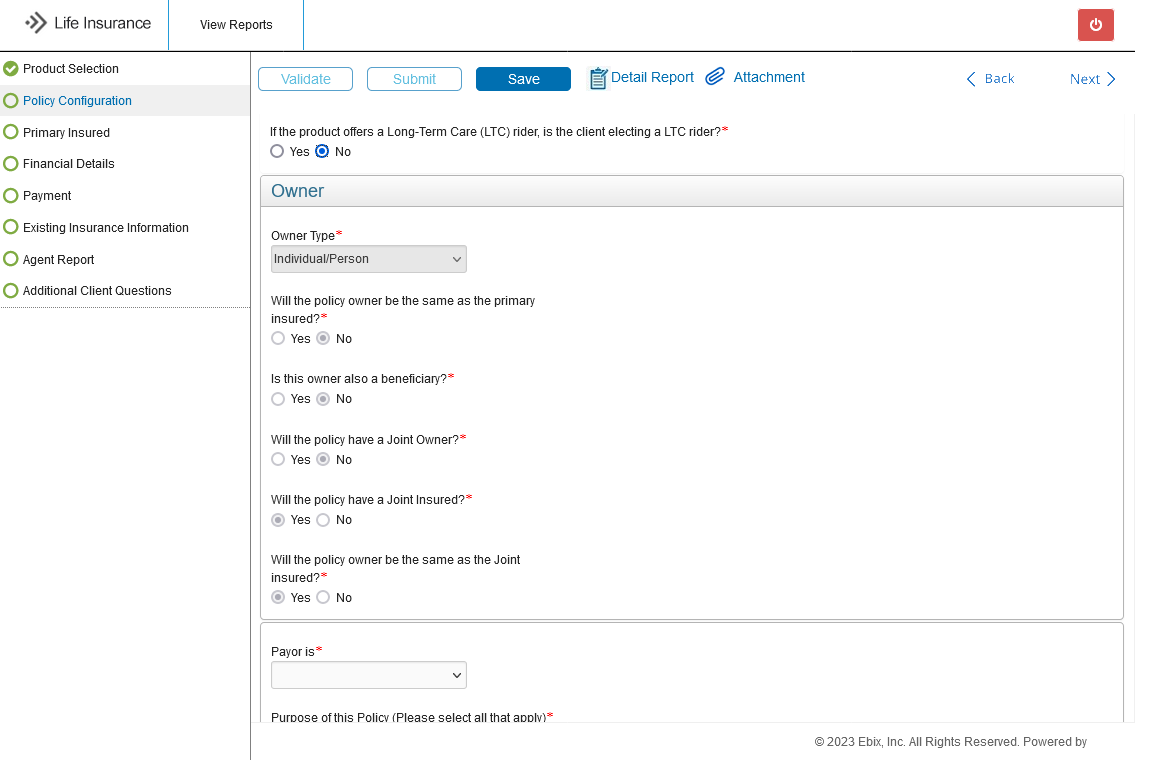 Life Insurance
View Reports
Product Selection
Policy Configuration
Primary Insured
Financial Details
Payment
Existing Insurance Information
Agent Report
Additional Client Questions
Validate
Submit
Save
Detail Report
Attachment
Back
Next
If the product offers a Long-Term Care (LTC) rider, is the client electing a LTC rider?*
Yes No
Owner
Owner Type*
Individual/Person
Will the policy owner be the same as the primary
insured?*
Yes No
Is this owner also a beneficiary?*
Yes No
Will the policy have a Joint Owner?*
Yes No
Will the policy have a Joint Insured?*
Yes No
Will the policy owner be the same as the Joint
insured?*
Yes No
Payor is*
Purpose of this Policy (Please select all that apply)*
© 2023 Ebix, Inc. All Rights Reserved. Powered by